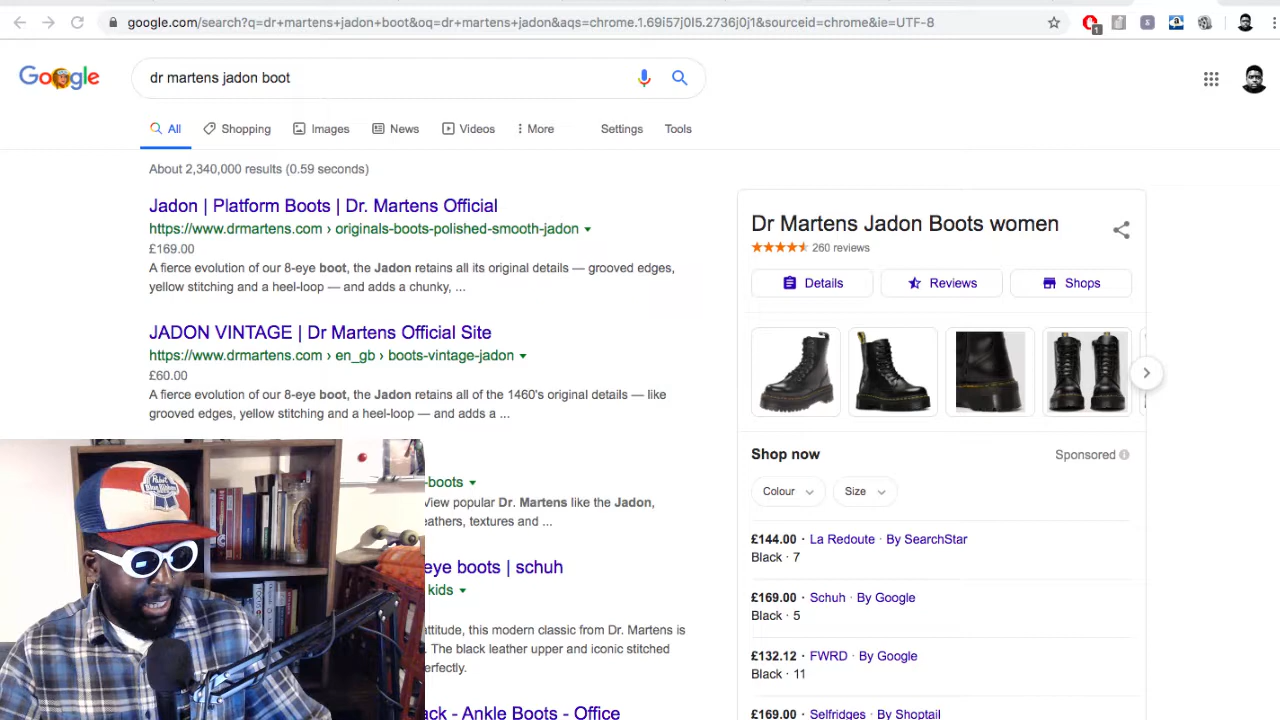 google.com/search?q=dr+martens+jadon+boot&oq=dr+martens+jadon&aqs=chrome.1.69i57j0l5.2736j0j1&sourceid=chrome&ie=UTF-8
1
Google
dr martens jadon boot
All Shopping Images News Videos More Settings Tools
About 2,340,000 results (0.59 seconds)
Jadon | Platform Boots | Dr. Martens Official
https://www.drmartens.com › originals-boots-polished-smooth-jadon
£169.00
A fierce evolution of our 8-eye boot, the Jadon retains all its original details — grooved edges,
yellow stitching and a heel-loop — and adds a chunky, ...
JADON VINTAGE | Dr Martens Official Site
https://www.drmartens.com › en_gb › boots-vintage-jadon
£60.00
A fierce evolution of our 8-eye boot, the Jadon retains all of the 1460's original details — like
grooved edges, yellow stitching and a heel-loop — and adds a ...
-boots
View popular Dr. Martens like the Jadon,
eathers, textures and ...
eye boots | schuh
kids
attitude, this modern classic from Dr. Martens is
. The black leather upper and iconic stitched
erfectly.
ack - Ankle Boots - Office
Dr Martens Jadon Boots women
260 reviews
Details Reviews Shops
Shop now Sponsored
Colour Size
£144.00 · La Redoute · By SearchStar
Black · 7
£169.00 · Schuh · By Google
Black · 5
£132.12 · FWRD · By Google
Black · 11
£169.00 · Selfridges · By Shoptail
Pabst
Blue Ribbon